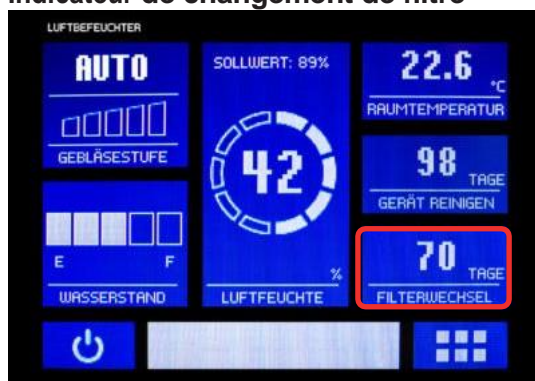 Indicateur de changement de filtre
LUFTBEFEUCHTER
AUTO
GEBLÄSESTUFE
E F
WASSERSTAND
SOLLWERT: 89%
42
%
LUFTFEUCHTE
22.6 °C
RAUMTEMPERATUR
98 TAGE
GERÄT REINIGEN
70 TAGE
FILTERWECHSEL